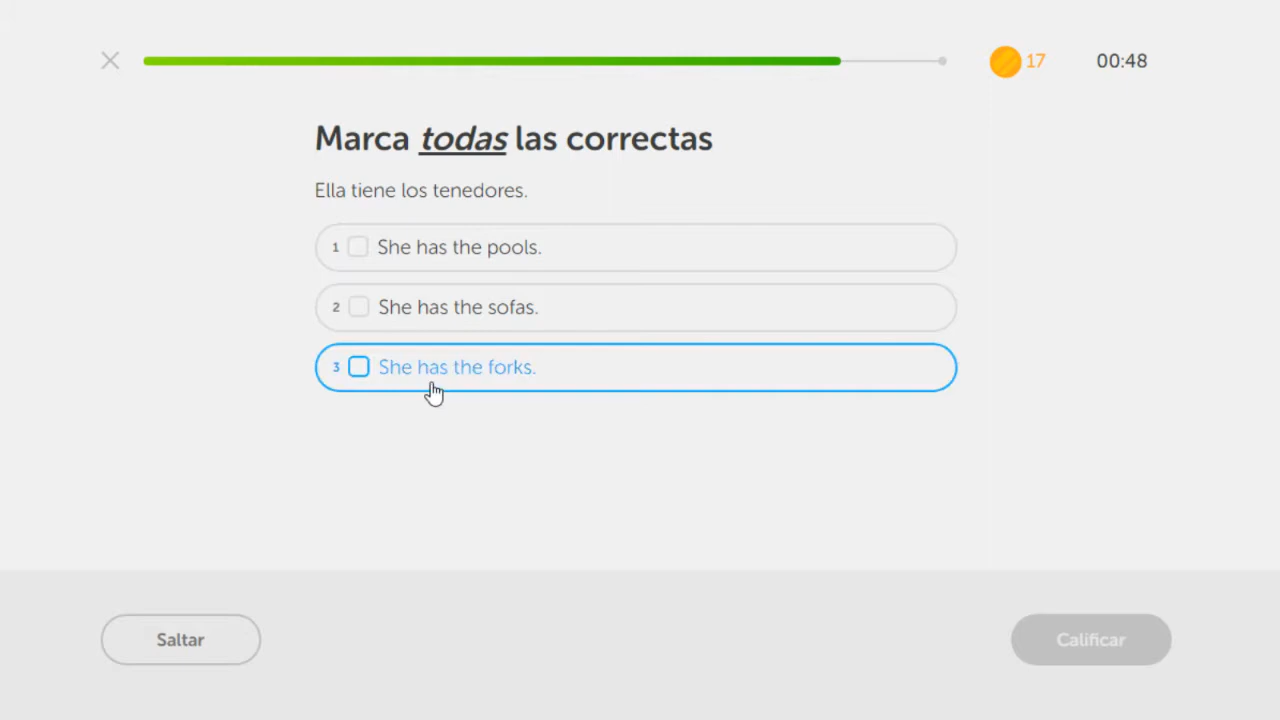 17
00:48
Marca todas las correctas
Ella tiene los tenedores.
1 She has the pools.
2 She has the sofas.
3 She has the forks.
Saltar
Calificar